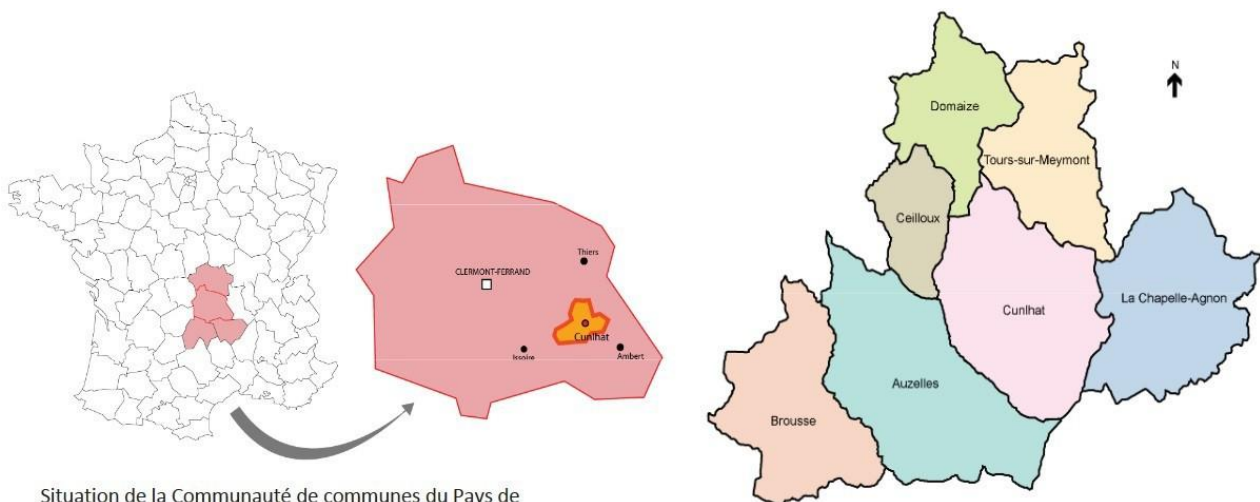 Thiers
CLERMONT-FERRAND
Cunlhat
Issoire
Ambert
Situation de la Communauté de communes du Pays de
N
Domaize
Tours-sur-Meymont
Ceilloux
La Chapelle-Agnon
Cunlhat
Auzelles
Brousse